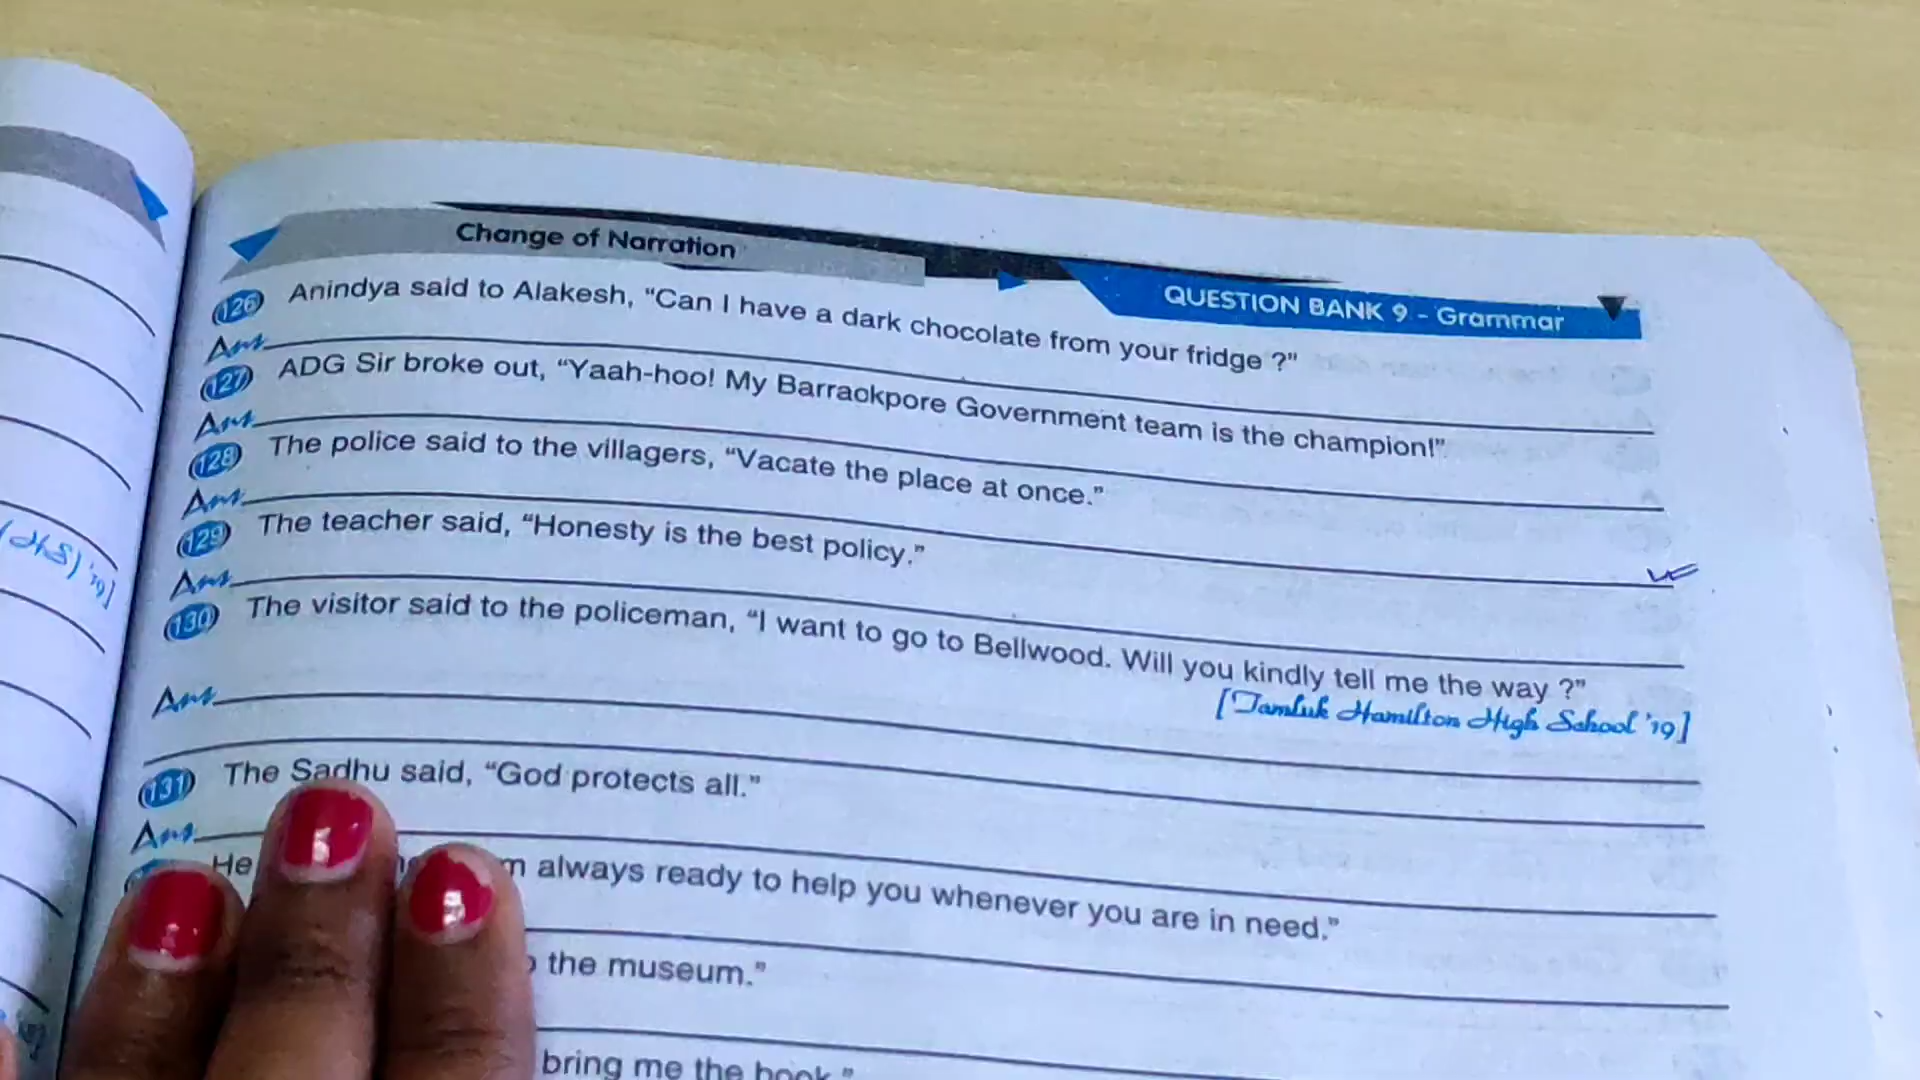 Change of Narration
QUESTION BANK 9 - Grammar
126 Anindya said to Alakesh, “Can I have a dark chocolate from your fridge ?”
Ans
127 ADG Sir broke out, “Yaah-hoo! My Barrackpore Government team is the champion!”
Ans
128 The police said to the villagers, “Vacate the place at once.”
Ans
129 The teacher said, “Honesty is the best policy.”
Ans
130 The visitor said to the policeman, “I want to go to Bellwood. Will you kindly tell me the way ?”
[Tamluk Hamilton High School '19]
Ans
131 The Sadhu said, “God protects all.”
Ans
He always ready to help you whenever you are in need.”
the museum.”
bring me the book.”
(HS) '19]